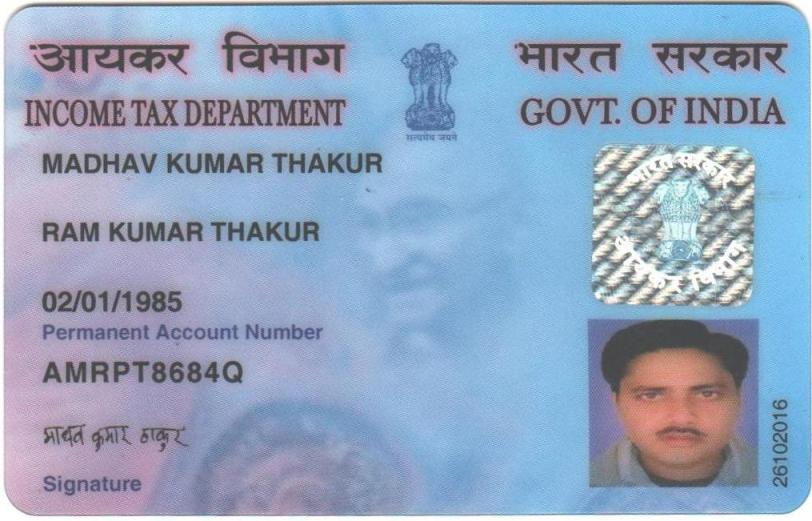 आयकर विभाग
INCOME TAX DEPARTMENT
सत्यमेव जयते
भारत सरकार
GOVT. OF INDIA
MADHAV KUMAR THAKUR
RAM KUMAR THAKUR
02/01/1985
Permanent Account Number
AMRPT8684Q
माधव कुमार ठाकुर
Signature
भारत सरकार
आयकर विभाग
26102016